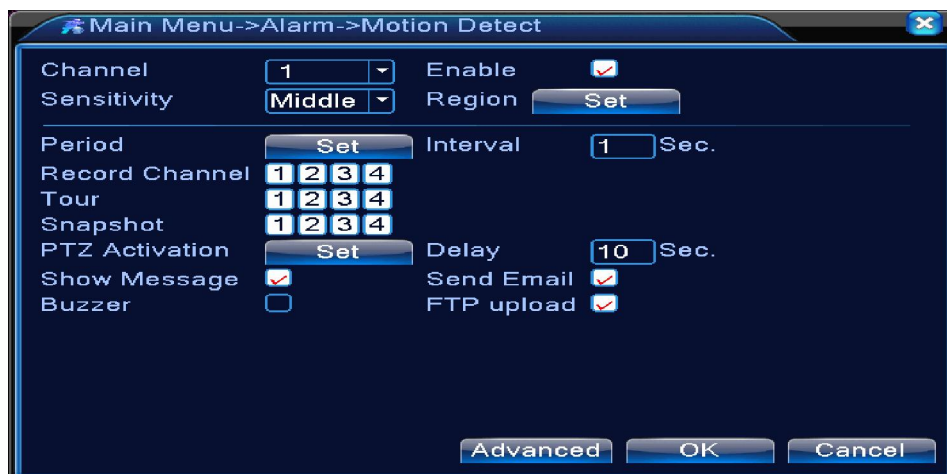 Main Menu->Alarm->Motion Detect
Channel 1 Enable
Sensitivity Middle Region Set
Period Set Interval 1 Sec.
Record Channel 1 2 3 4
Tour 1 2 3 4
Snapshot 1 2 3 4
PTZ Activation Set Delay 10 Sec.
Show Message Send Email
Buzzer FTP upload
Advanced OK Cancel